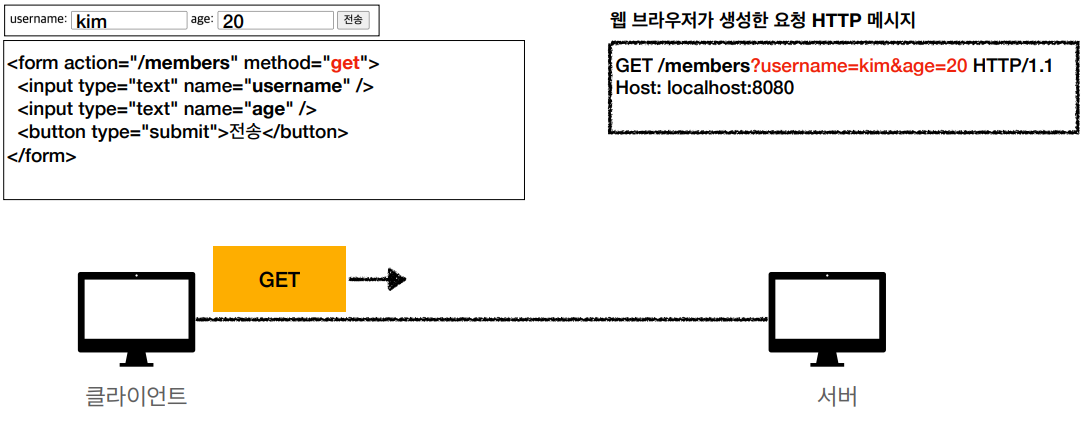 username: kim age: 20 전송
<form action="/members" method="get">
<input type="text" name="username" />
<input type="text" name="age" />
<button type="submit">전송</button>
</form>
웹 브라우저가 생성한 요청 HTTP 메시지
GET /members?username=kim&age=20 HTTP/1.1
Host: localhost:8080
GET
클라이언트
서버